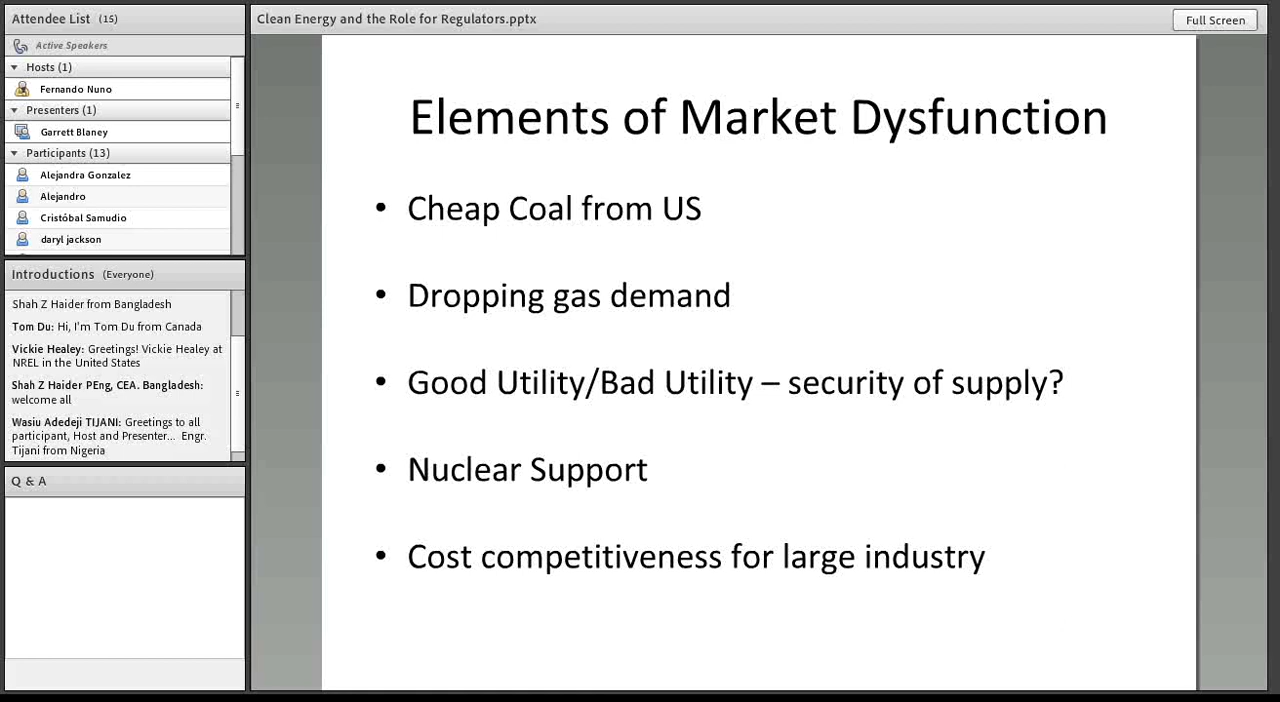 Attendee List (15)
Active Speakers
Hosts (1)
Fernando Nuno
Presenters (1)
Garrett Blaney
Participants (13)
Alejandra Gonzalez
Alejandro
Cristóbal Samudio
daryl jackson
Introductions (Everyone)
Shah Z Haider from Bangladesh
Tom Du: Hi, I'm Tom Du from Canada
Vickie Healey: Greetings! Vickie Healey at
NREL in the United States
Shah Z Haider PEng, CEA. Bangladesh:
welcome all
Wasiu Adedeji TIJANI: Greetings to all
participant, Host and Presenter... Engr.
Tijani from Nigeria
Q & A
Clean Energy and the Role for Regulators.pptx
Full Screen
Elements of Market Dysfunction
• Cheap Coal from US
• Dropping gas demand
• Good Utility/Bad Utility – security of supply?
• Nuclear Support
• Cost competitiveness for large industry